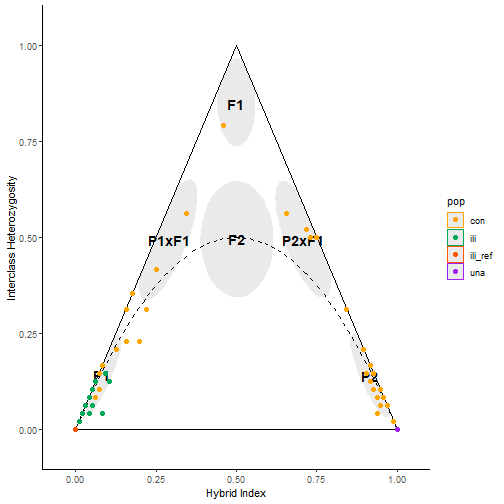 1.00
0.75
0.50
0.25
0.00
Interclass Heterozygosity
F1
P1xF1
F2
P2xF1
P1
P2
0.00
0.25
0.50
0.75
1.00
Hybrid Index
pop
con
ili
ili_ref
una